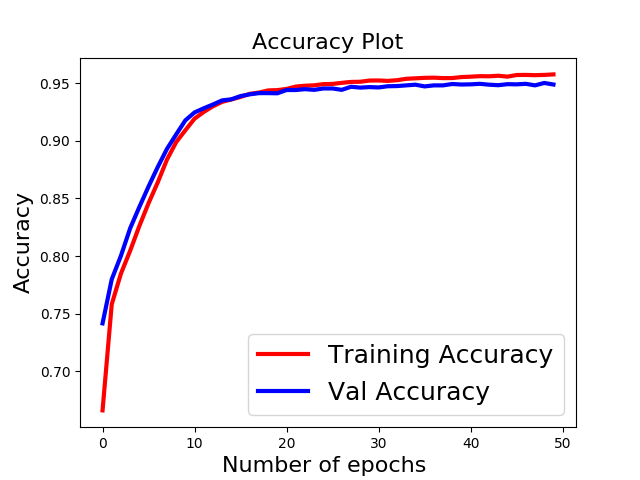 Accuracy Plot
0.95
0.90
0.85
0.80
0.75
0.70
Accuracy
Training Accuracy
Val Accuracy
0 10 20 30 40 50
Number of epochs